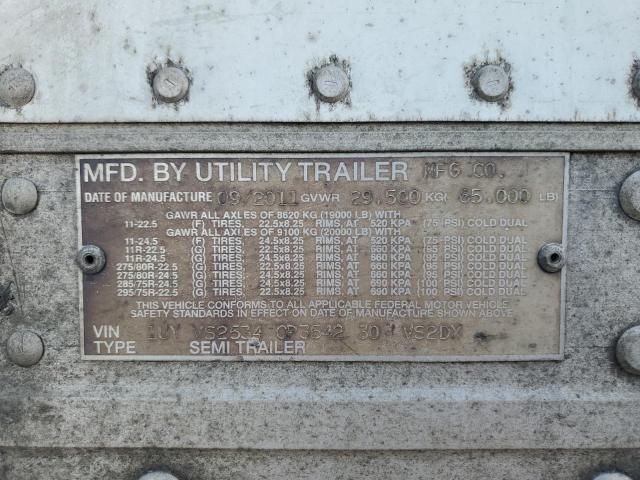 MFD. BY UTILITY TRAILER MFG CO.
DATE OF MANUFACTURE 09/2011 GVWR 29,500 KG( 65,000 LB)
GAWR ALL AXLES OF 8620 KG (19000 LB) WITH
11-22.5 (F) TIRES, 22.5x8.25 RIMS, AT 520 KPA (75 PSI) COLD DUAL
GAWR ALL AXLES OF 9100 KG (20000 LB) WITH
11-24.5 (F) TIRES, 24.5x8.25 RIMS, AT 520 KPA (75 PSI) COLD DUAL
11R-22.5 (G) TIRES, 22.5x8.25 RIMS, AT 660 KPA (95 PSI) COLD DUAL
11R-24.5 (G) TIRES, 24.5x8.25 RIMS, AT 660 KPA (95 PSI) COLD DUAL
275/80R-22.5 (G) TIRES, 22.5x8.25 RIMS, AT 660 KPA (95 PSI) COLD DUAL
275/80R-24.5 (G) TIRES, 24.5x8.25 RIMS, AT 660 KPA (95 PSI) COLD DUAL
285/75R-24.5 (G) TIRES, 24.5x8.25 RIMS, AT 690 KPA (100 PSI) COLD DUAL
295/75R-22.5 (G) TIRES, 22.5x8.25 RIMS, AT 690 KPA (100 PSI) COLD DUAL
THIS VEHICLE CONFORMS TO ALL APPLICABLE FEDERAL MOTOR VEHICLE
SAFETY STANDARDS IN EFFECT ON DATE OF MANUFACTURE SHOWN ABOVE
VIN 1UY VS2534 VS2DX
TYPE SEMI TRAILER